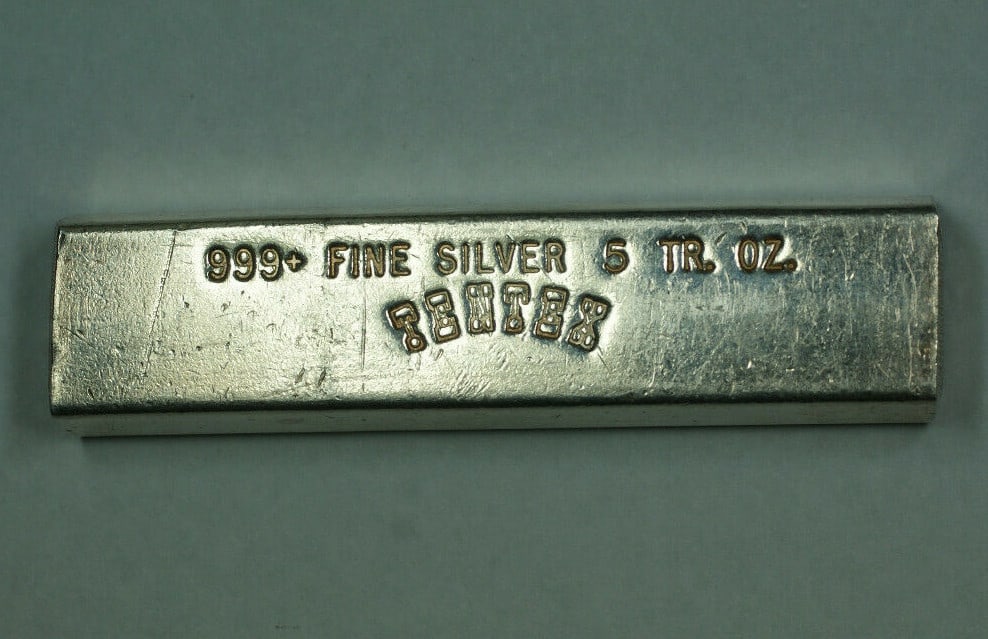 999+ FINE SILVER 5 TR. OZ.
TENTEX